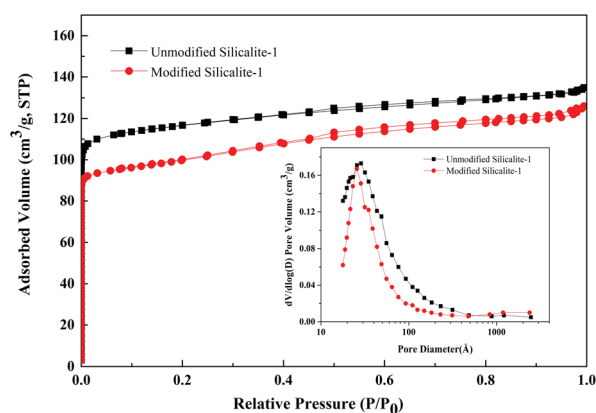 160
140
120
100
80
60
40
20
0
Adsorbed Volume (cm³/g, STP)
Unmodified Silicalite-1
Modified Silicalite-1
0.0 0.2 0.4 0.6 0.8 1.0
Relative Pressure (P/P₀)
0.16
0.12
0.08
0.04
0.00
dV/dlog(D) Pore Volume (cm³/g)
Unmodified Silicalite-1
Modified Silicalite-1
10 100 1000
Pore Diameter(Å)